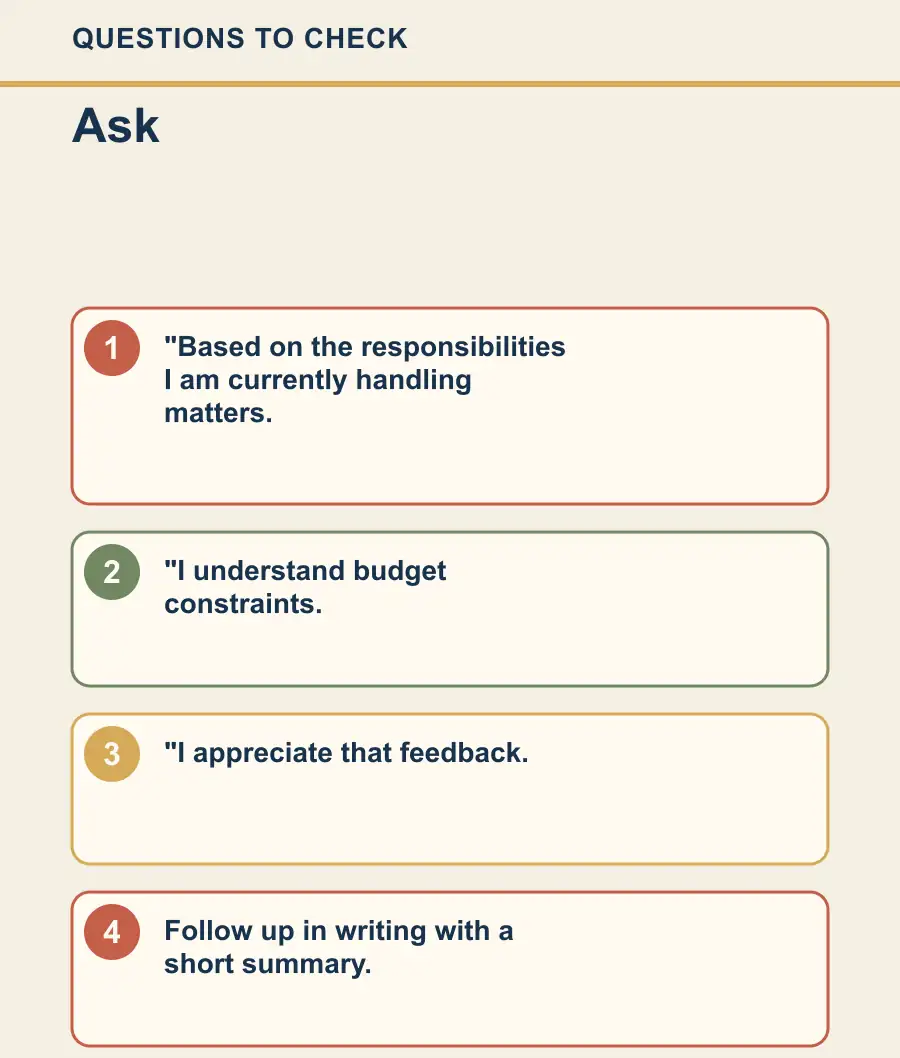 QUESTIONS TO CHECK
Ask
1
"Based on the responsibilities
I am currently handling
matters.
2
"I understand budget
constraints.
3
"I appreciate that feedback.
4
Follow up in writing with a
short summary.